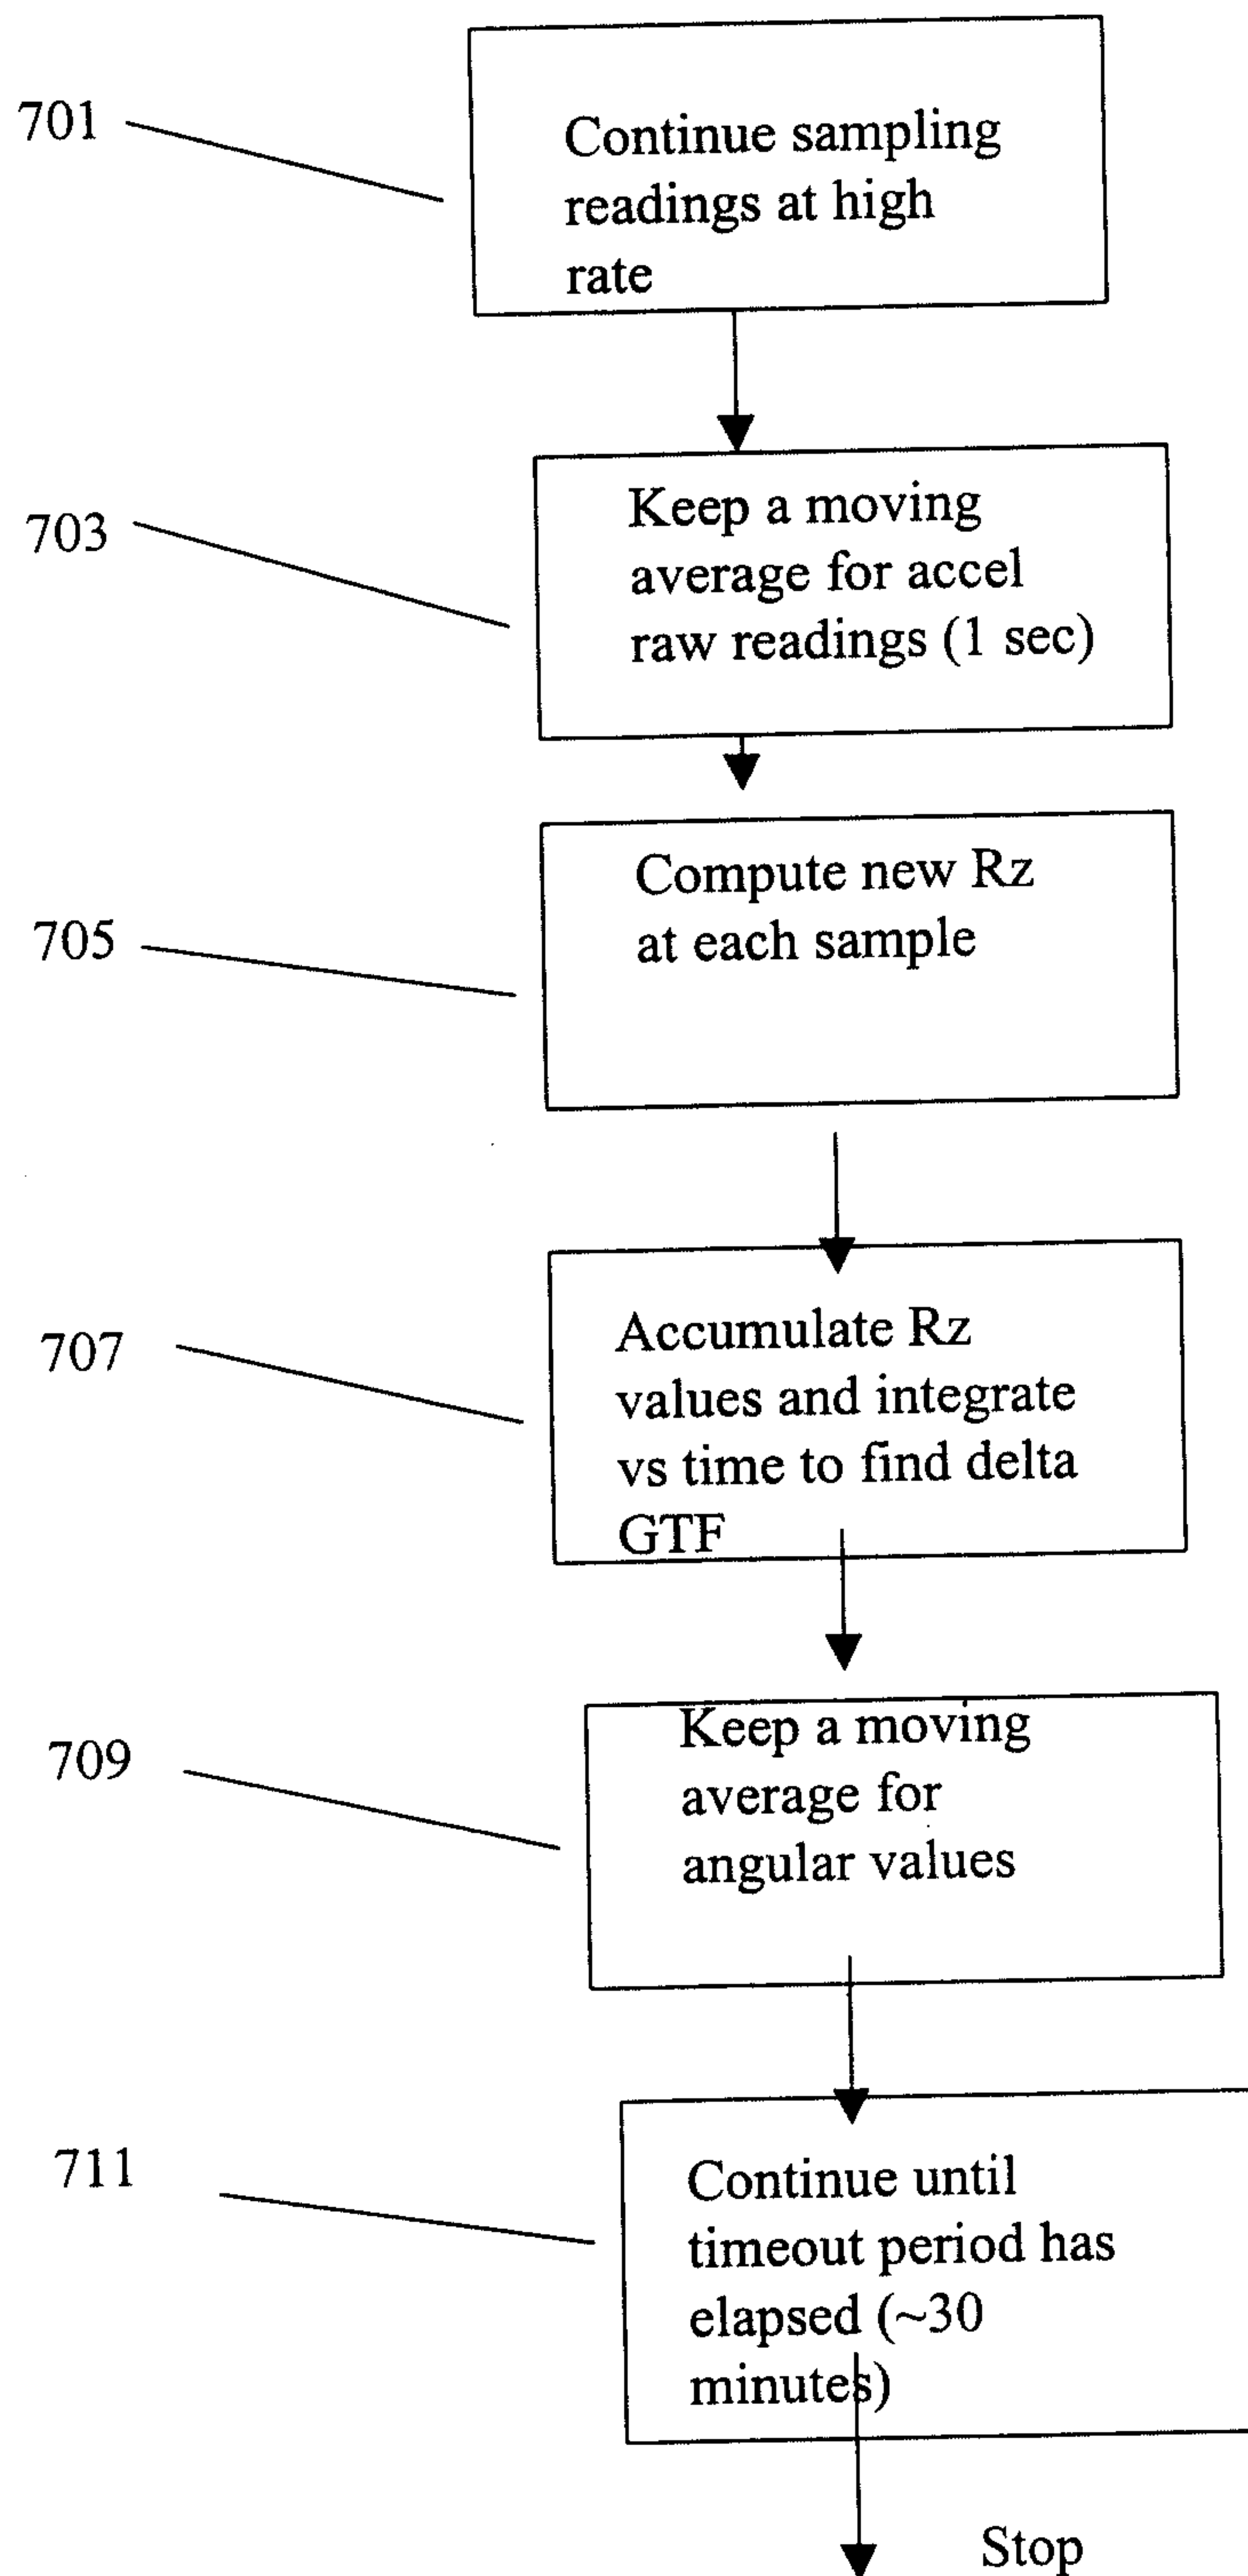 701
Continue sampling
readings at high
rate
703
Keep a moving
average for accel
raw readings (1 sec)
705
Compute new Rz
at each sample
707
Accumulate Rz
values and integrate
vs time to find delta
GTF
709
Keep a moving
average for
angular values
711
Continue until
timeout period has
elapsed (~30
minutes)
Stop